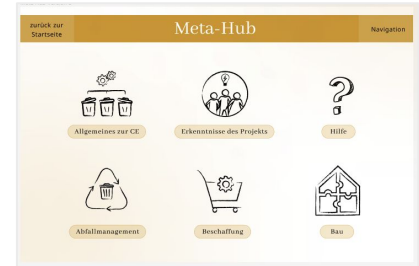 zurück zur
Startseite
Meta-Hub
Navigation
Allgemeines zur CE
Erkenntnisse des Projekts
Hilfe
Abfallmanagement
Beschaffung
Bau